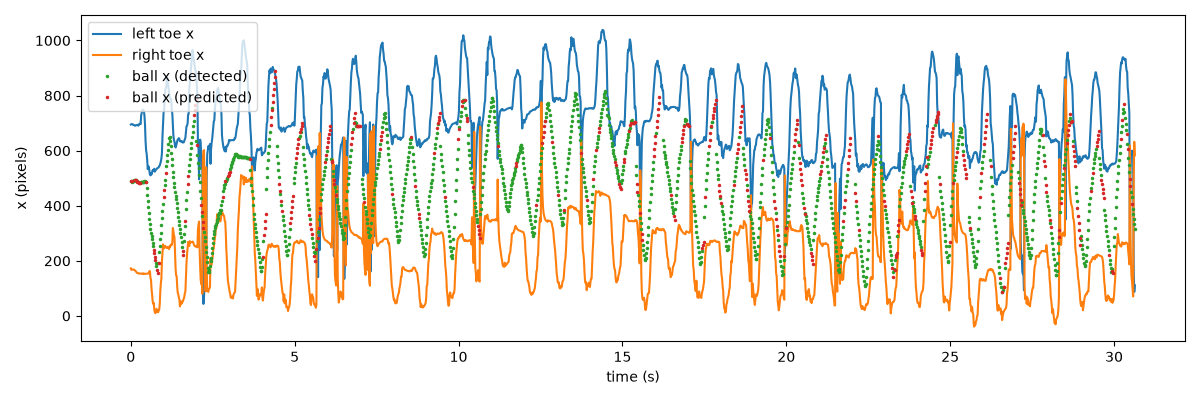 left toe x
right toe x
ball x (detected)
ball x (predicted)
x (pixels)
1000
800
600
400
200
0
0 5 10 15 20 25 30
time (s)